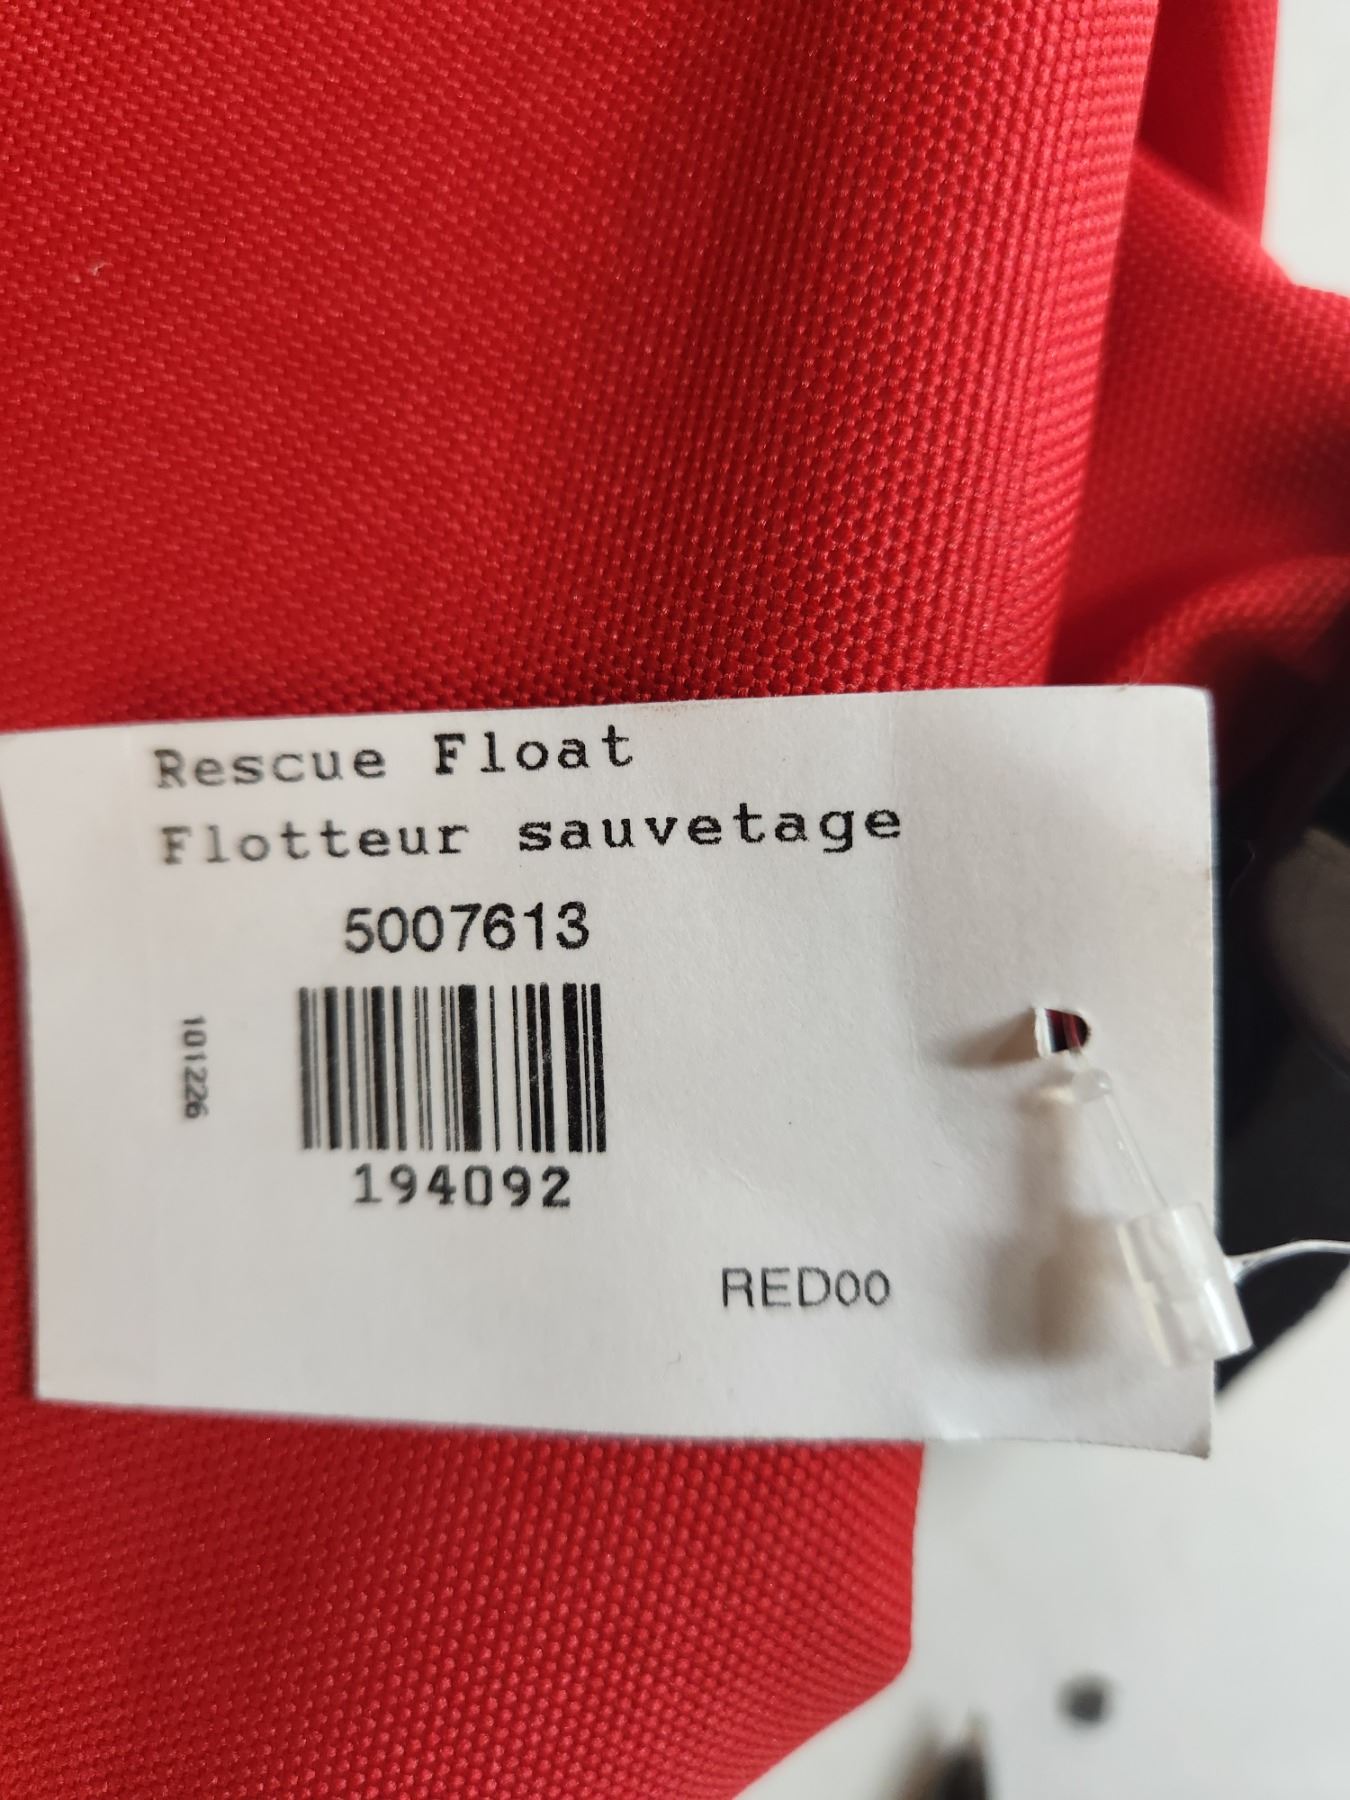 Rescue Float
Flotteur sauvetage
5007613
101226
194092
RED00